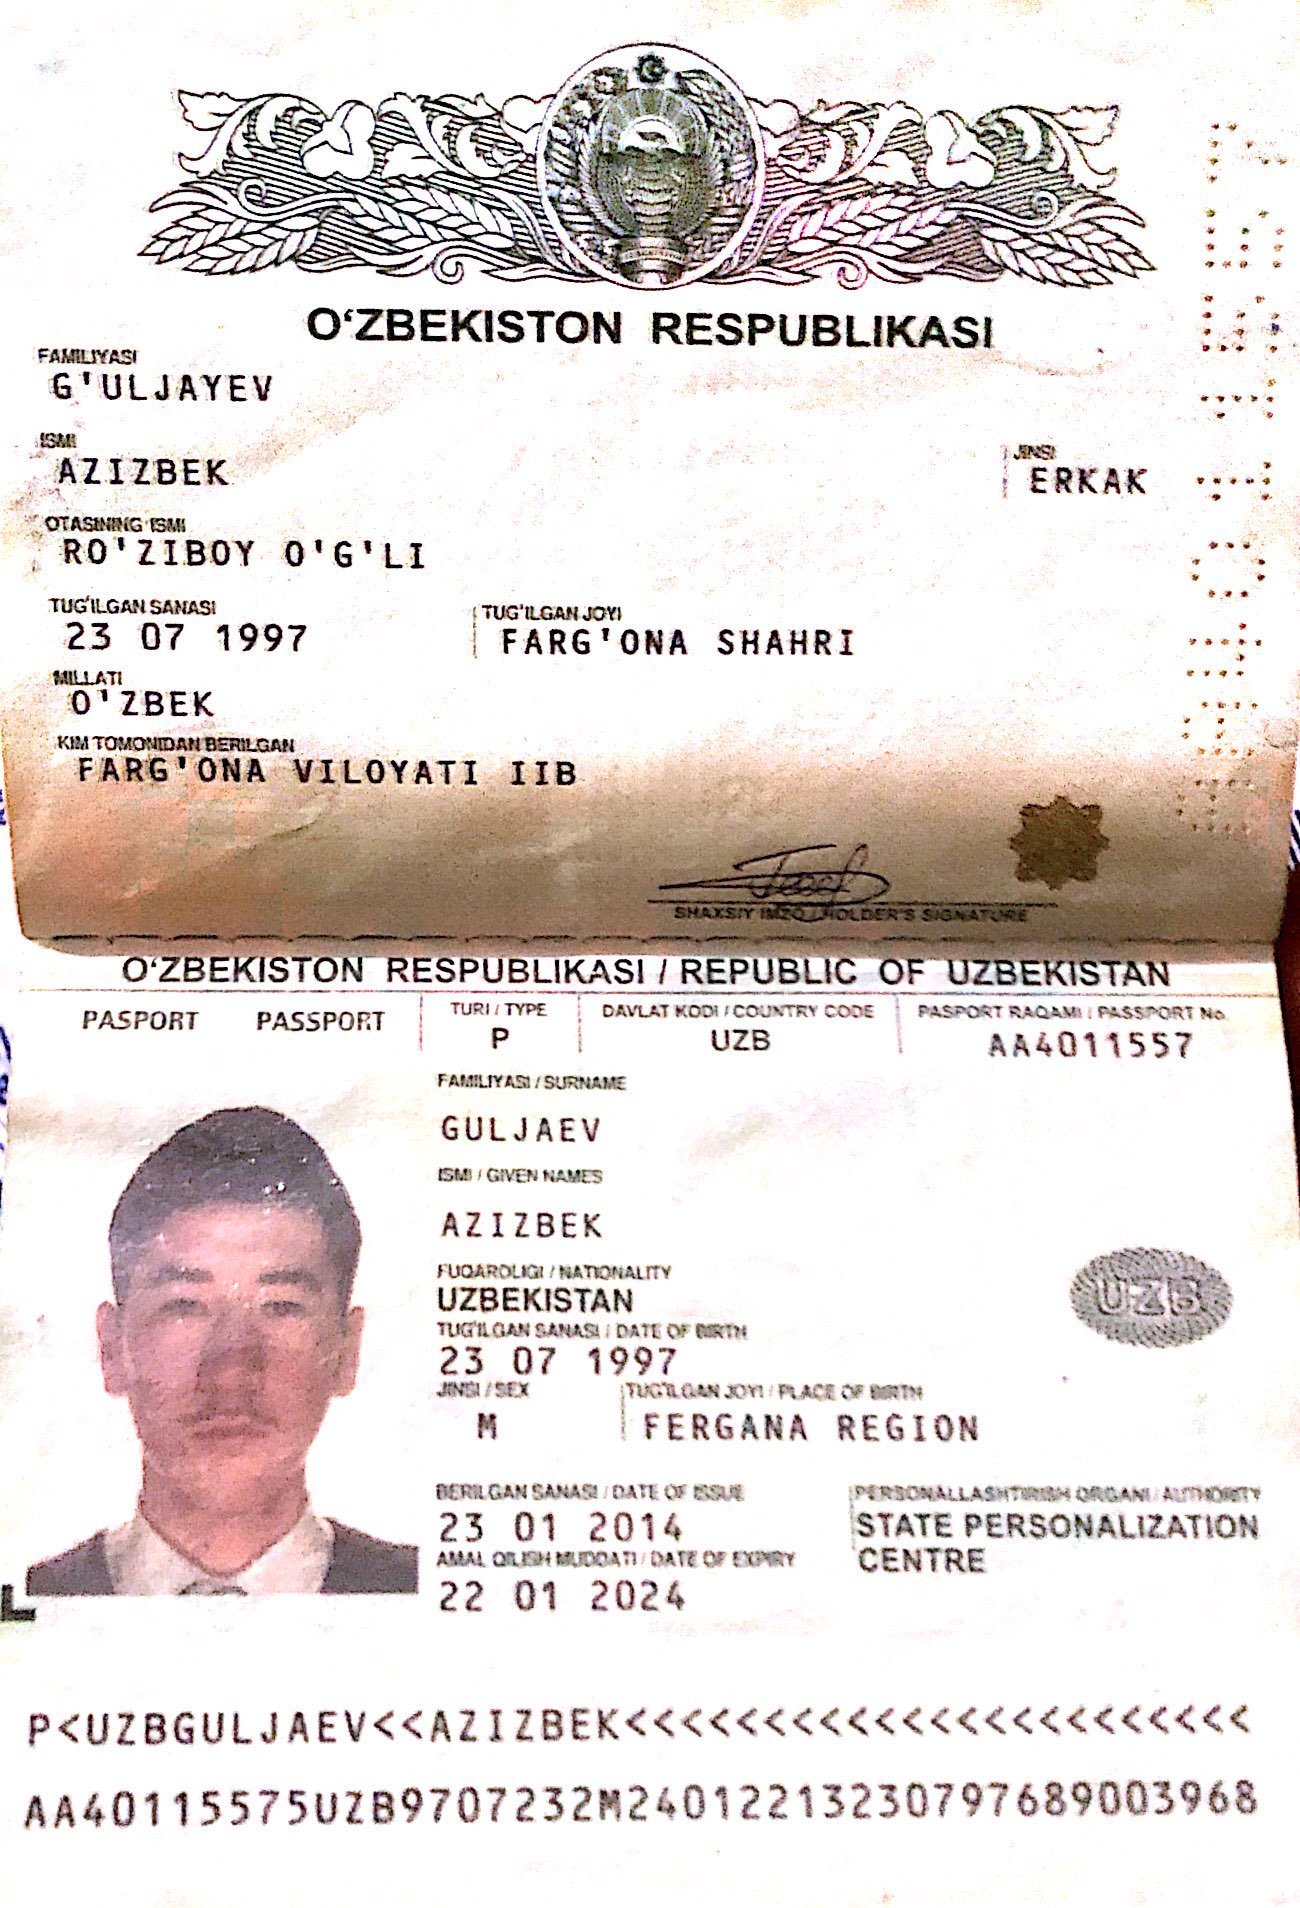 O‘ZBEKISTON RESPUBLIKASI
FAMILIYASI
G'ULJAYEV
ISMI
AZIZBEK
JINSI
ERKAK
OTASINING ISMI
RO'ZIBOY O'G'LI
TUG‘ILGAN SANASI
23 07 1997
TUG‘ILGAN JOYI
FARG'ONA SHAHRI
MILLATI
O'ZBEK
KIM TOMONIDAN BERILGAN
FARG'ONA VILOYATI IIB
SHAXSIY IMZO / HOLDER'S SIGNATURE
O‘ZBEKISTON RESPUBLIKASI / REPUBLIC OF UZBEKISTAN
PASPORT PASSPORT
TURI / TYPE
P
DAVLAT KODI / COUNTRY CODE
UZB
PASPORT RAQAMI / PASSPORT No.
AA4011557
FAMILIYASI / SURNAME
GULJAEV
ISMI / GIVEN NAMES
AZIZBEK
FUQAROLIGI / NATIONALITY
UZBEKISTAN
TUG‘ILGAN SANASI / DATE OF BIRTH
23 07 1997
JINSI / SEX
M
TUG‘ILGAN JOYI / PLACE OF BIRTH
FERGANA REGION
UZB
BERILGAN SANASI / DATE OF ISSUE
23 01 2014
PERSONALLASHTIRISH ORGANI / AUTHORITY
STATE PERSONALIZATION
CENTRE
AMAL QILISH MUDDATI / DATE OF EXPIRY
22 01 2024
P<UZBGULJAEV<<AZIZBEK<<<<<<<<<<<<<<<<<<<<<<<
AA40115575UZB9707232M24012213230797689003968